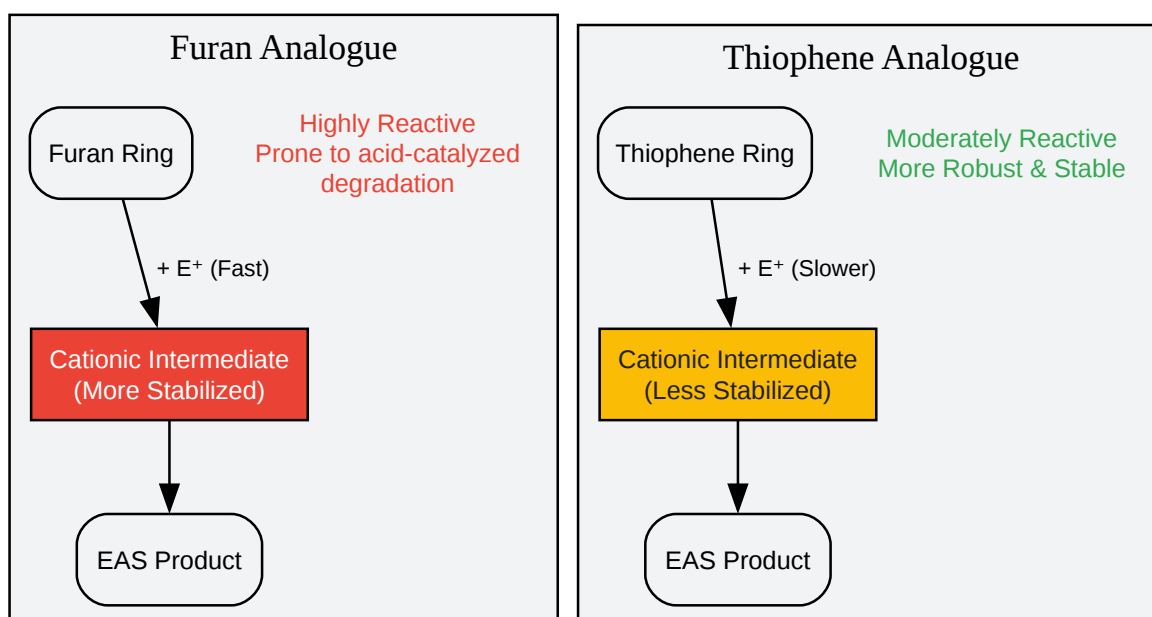 Furan Analogue
Furan Ring
Highly Reactive
Prone to acid-catalyzed
degradation
+ E⁺ (Fast)
Cationic Intermediate
(More Stabilized)
EAS Product
Thiophene Analogue
Thiophene Ring
Moderately Reactive
More Robust & Stable
+ E⁺ (Slower)
Cationic Intermediate
(Less Stabilized)
EAS Product